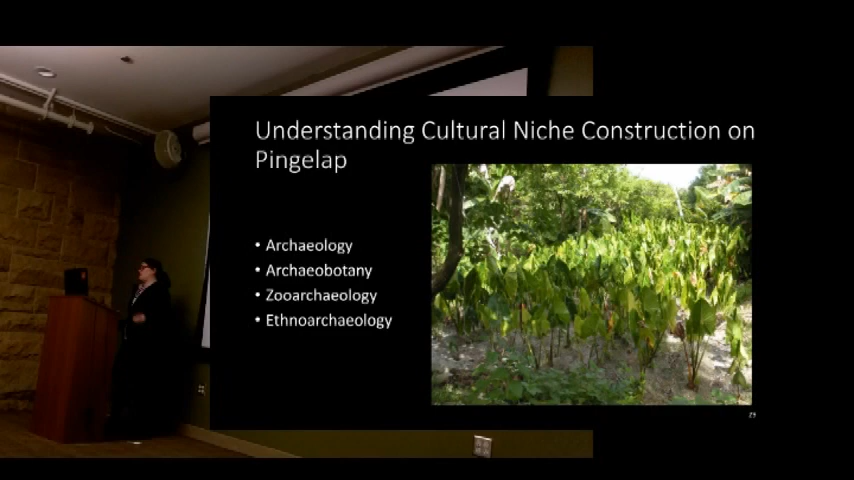 Understanding Cultural Niche Construction on
Pingelap
• Archaeology
• Archaeobotany
• Zooarchaeology
• Ethnoarchaeology